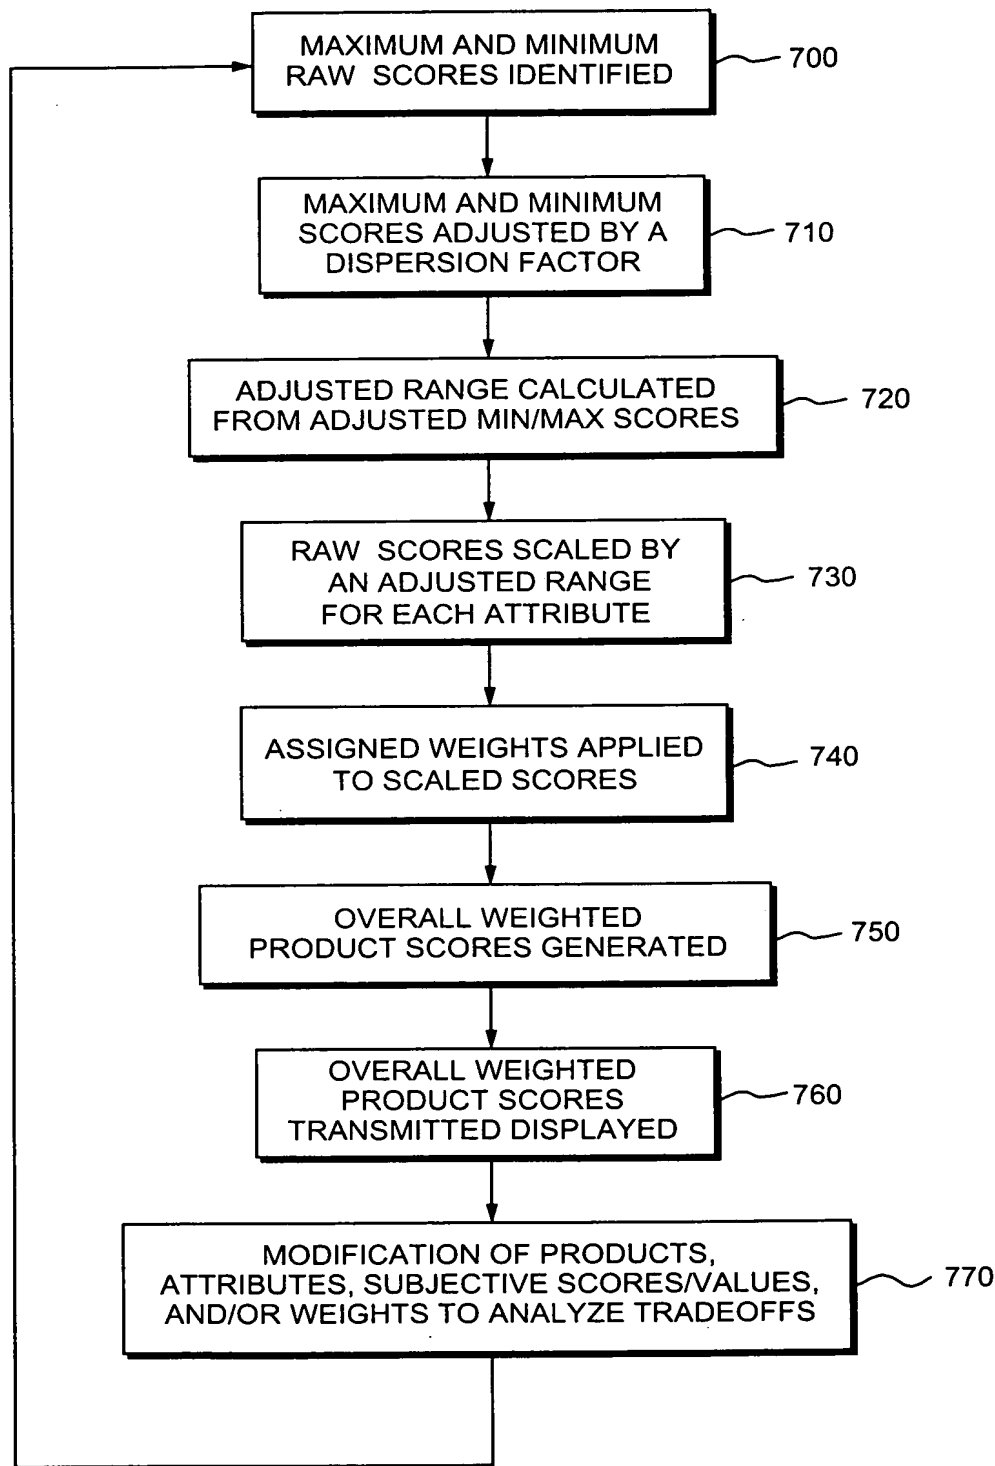 MAXIMUM AND MINIMUM
RAW SCORES IDENTIFIED
700
MAXIMUM AND MINIMUM
SCORES ADJUSTED BY A
DISPERSION FACTOR
710
ADJUSTED RANGE CALCULATED
FROM ADJUSTED MIN/MAX SCORES
720
RAW SCORES SCALED BY
AN ADJUSTED RANGE
FOR EACH ATTRIBUTE
730
ASSIGNED WEIGHTS APPLIED
TO SCALED SCORES
740
OVERALL WEIGHTED
PRODUCT SCORES GENERATED
750
OVERALL WEIGHTED
PRODUCT SCORES
TRANSMITTED DISPLAYED
760
MODIFICATION OF PRODUCTS,
ATTRIBUTES, SUBJECTIVE SCORES/VALUES,
AND/OR WEIGHTS TO ANALYZE TRADEOFFS
770